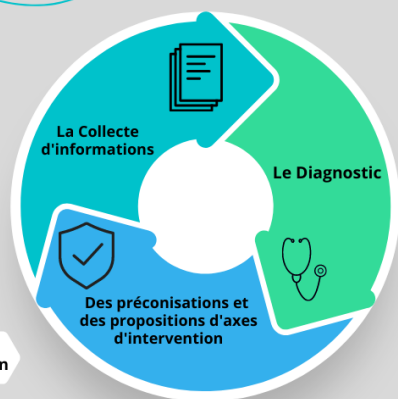 La Collecte
d'informations
Le Diagnostic
Des préconisations et
des propositions d'axes
d'intervention